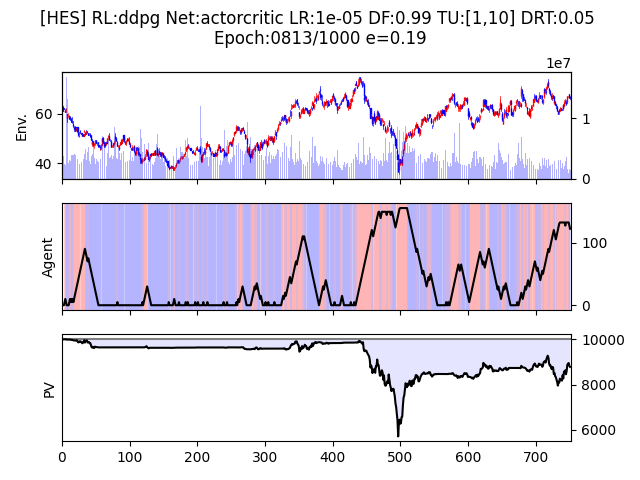 [HES] RL:ddpg Net:actorcritic LR:1e-05 DF:0.99 TU:[1,10] DRT:0.05
Epoch:0813/1000 e=0.19
1e7
Env.
60
40
1
0
Agent
100
0
PV
10000
8000
6000
0 100 200 300 400 500 600 700